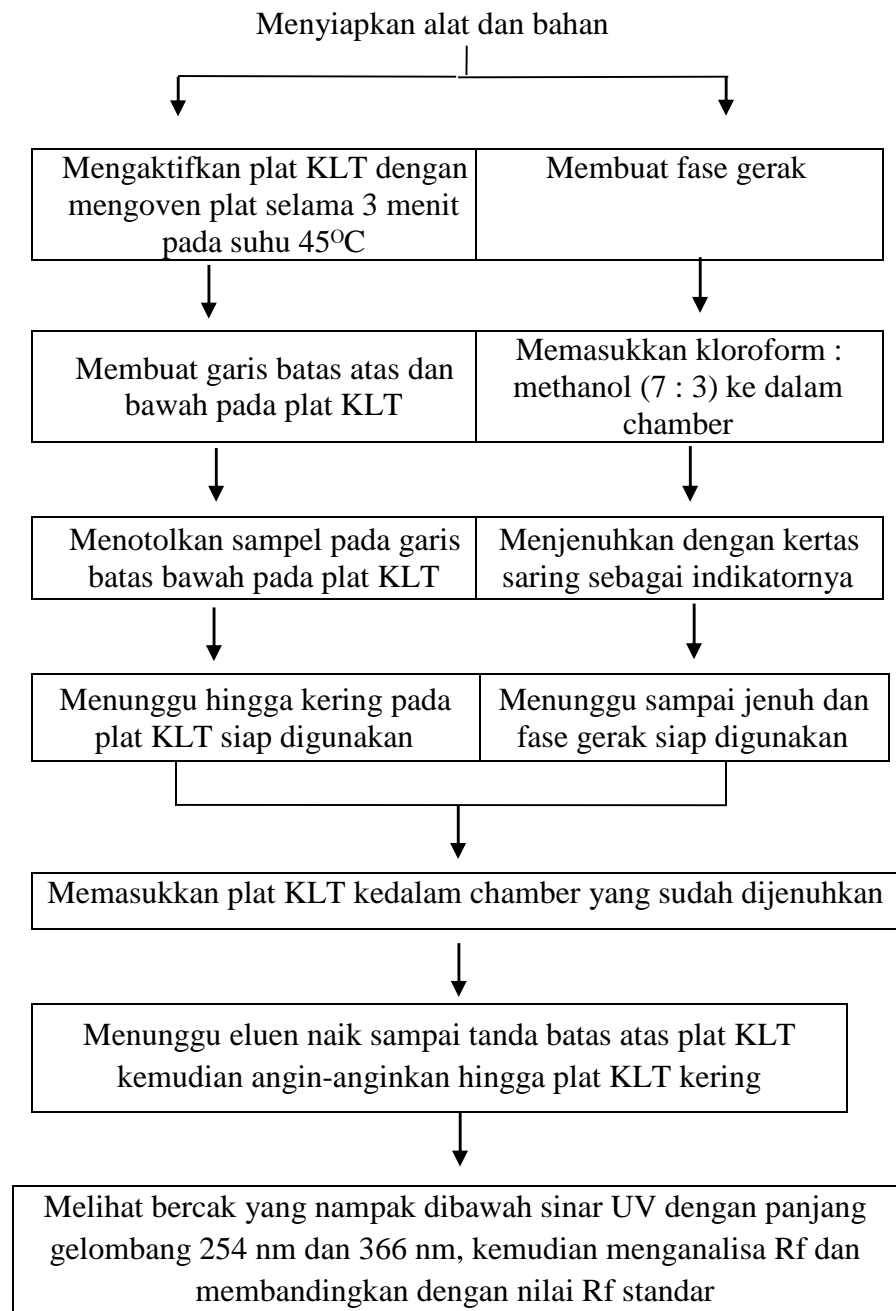 Menyiapkan alat dan bahan
Mengaktifkan plat KLT dengan
mengoven plat selama 3 menit
pada suhu 45⁰C
Membuat fase gerak
Membuat garis batas atas dan
bawah pada plat KLT
Memasukkan kloroform :
methanol (7 : 3) ke dalam
chamber
Menotolkan sampel pada garis
batas bawah pada plat KLT
Menjenuhkan dengan kertas
saring sebagai indikatornya
Menunggu hingga kering pada
plat KLT siap digunakan
Menunggu sampai jenuh dan
fase gerak siap digunakan
Memasukkan plat KLT kedalam chamber yang sudah dijenuhkan
Menunggu eluen naik sampai tanda batas atas plat KLT
kemudian angin-anginkan hingga plat KLT kering
Melihat bercak yang nampak dibawah sinar UV dengan panjang
gelombang 254 nm dan 366 nm, kemudian menganalisa Rf dan
membandingkan dengan nilai Rf standar